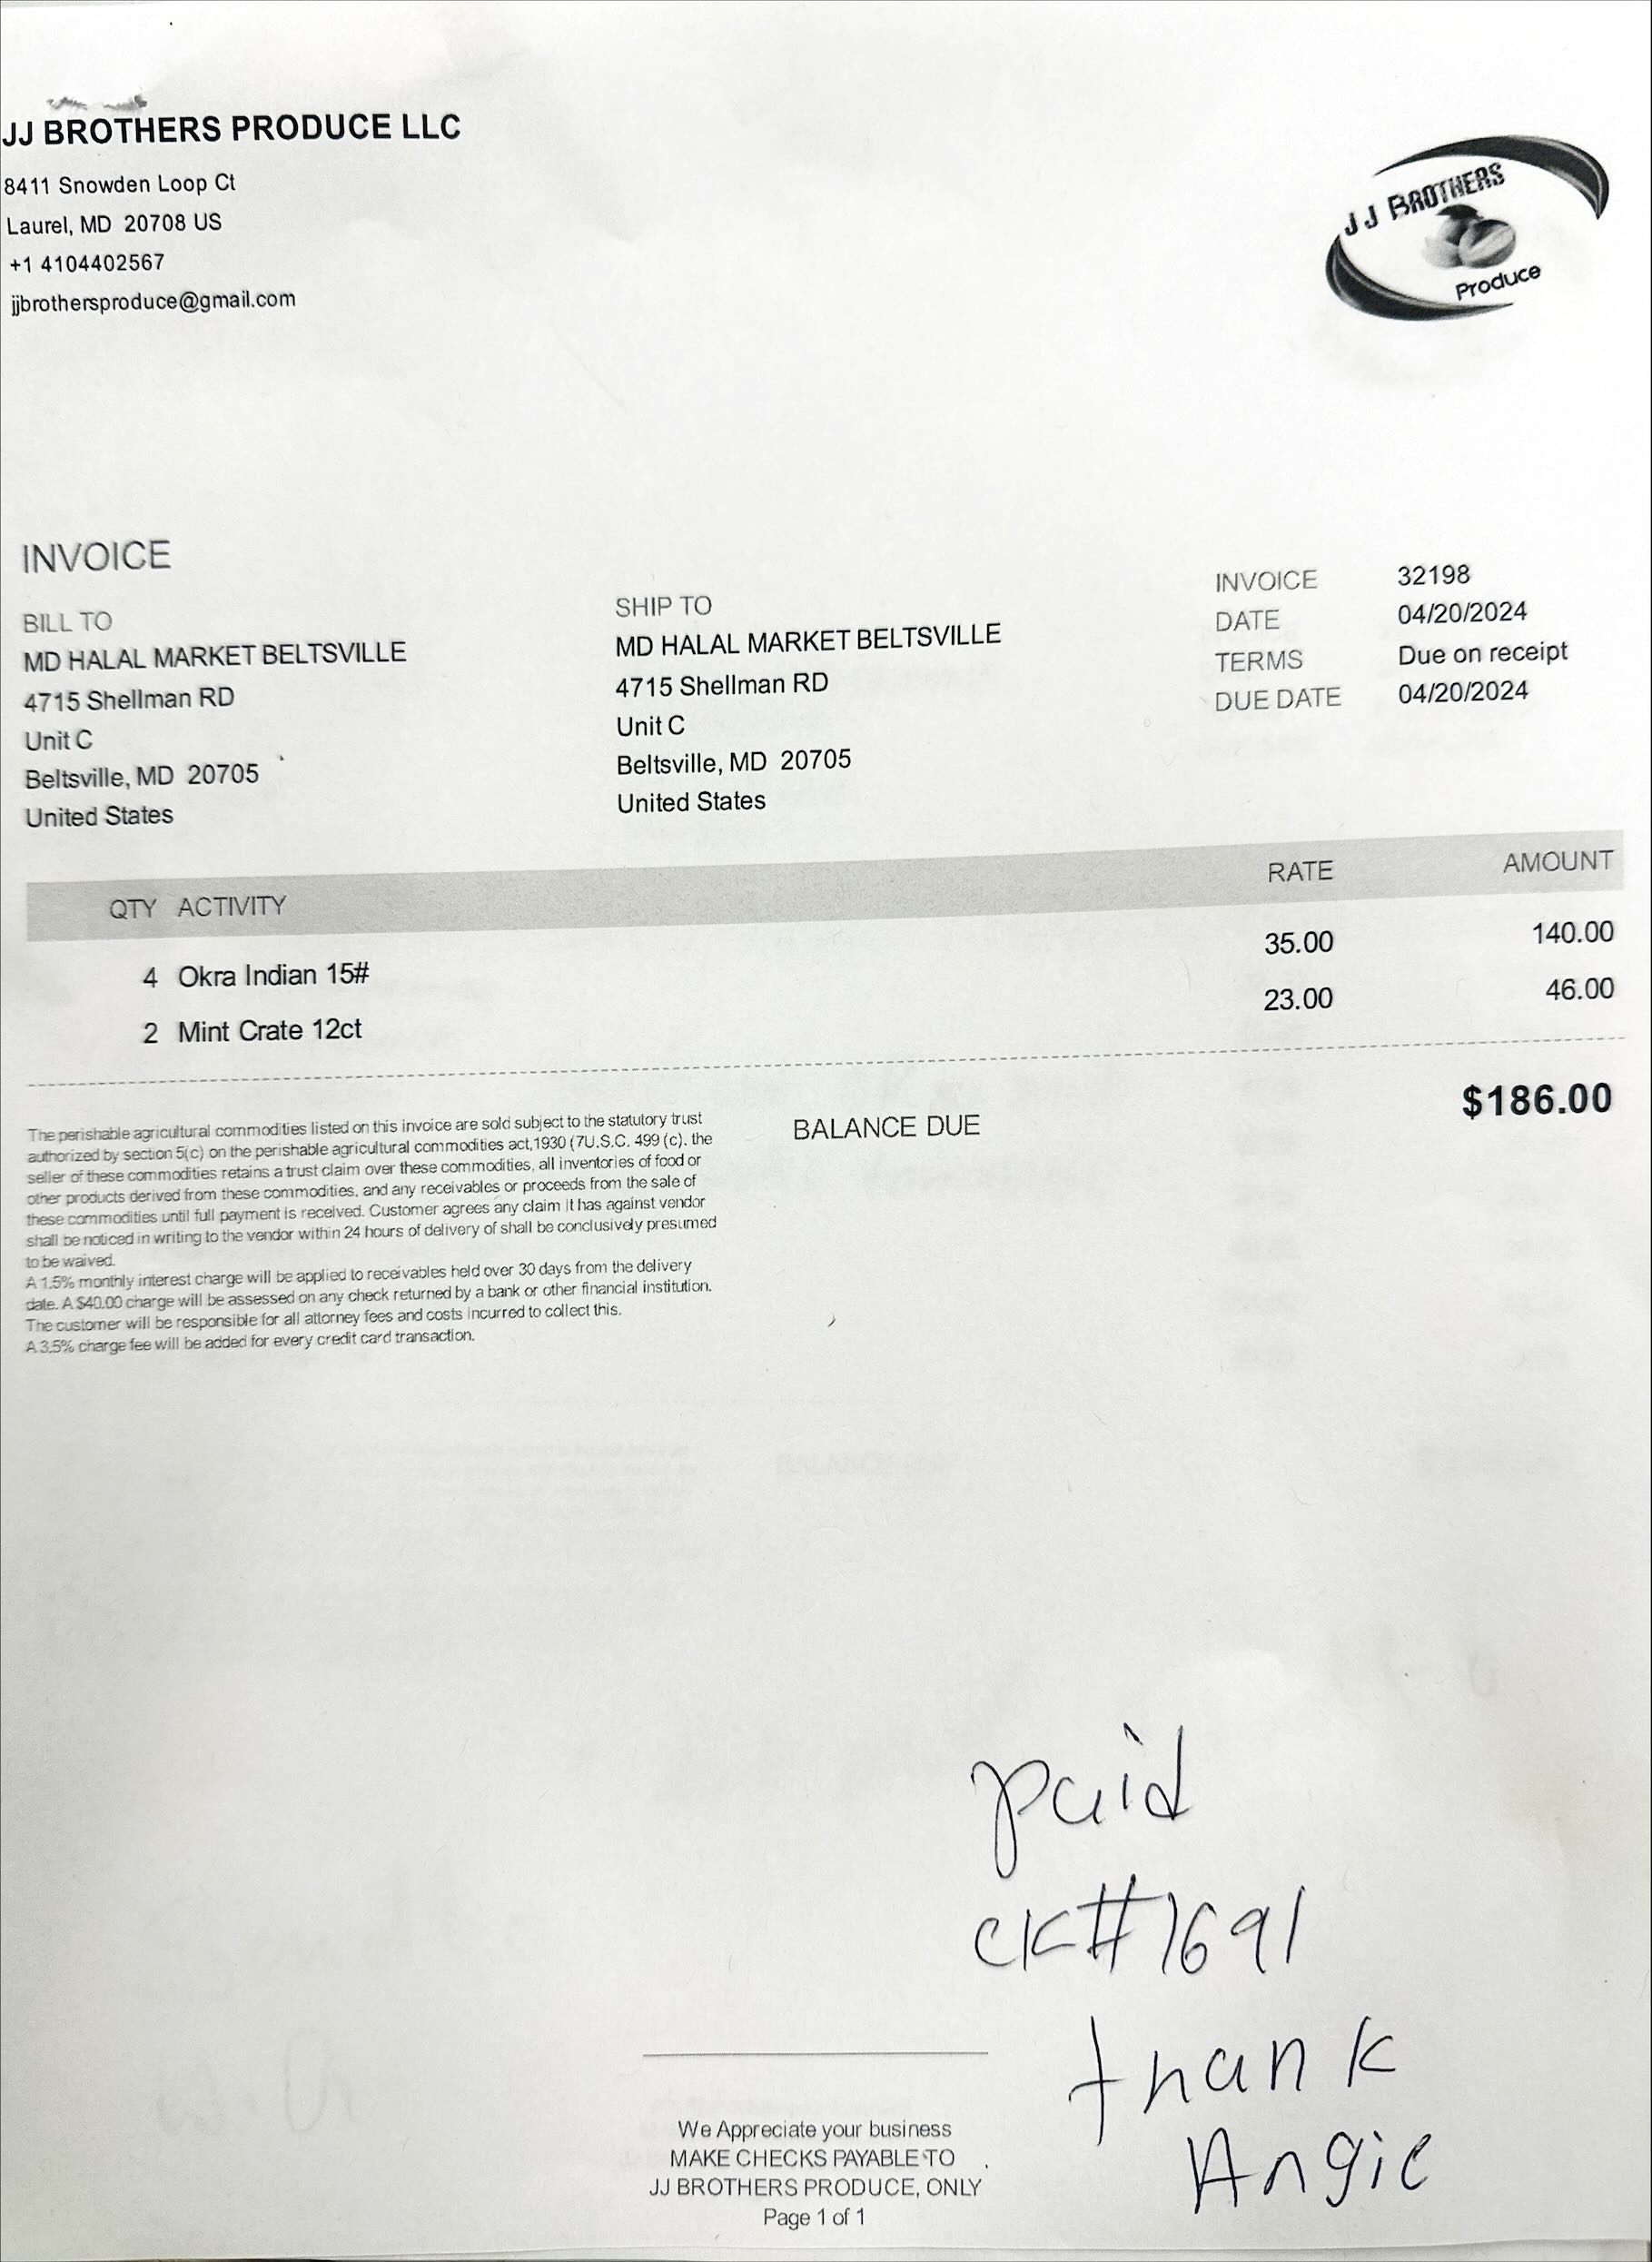 JJ BROTHERS PRODUCE LLC
8411 Snowden Loop Ct
Laurel, MD 20708 US
+1 4104402567
jjbrothersproduce@gmail.com
JJ BROTHERS
Produce
INVOICE
BILL TO
MD HALAL MARKET BELTSVILLE
4715 Shellman RD
Unit C
Beltsville, MD 20705
United States
SHIP TO
MD HALAL MARKET BELTSVILLE
4715 Shellman RD
Unit C
Beltsville, MD 20705
United States
INVOICE 32198
DATE 04/20/2024
TERMS Due on receipt
DUE DATE 04/20/2024
QTY ACTIVITY RATE AMOUNT
4 Okra Indian 15# 35.00 140.00
2 Mint Crate 12ct 23.00 46.00
The perishable agricultural commodities listed on this invoice are sold subject to the statutory trust
authorized by section 5(c) on the perishable agricultural commodities act,1930 (7U.S.C. 499 (c). the
seller of these commodities retains a trust claim over these commodities, all inventories of food or
other products derived from these commodities, and any receivables or proceeds from the sale of
these commodities until full payment is received. Customer agrees any claim it has against vendor
shall be noticed in writing to the vendor within 24 hours of delivery of shall be conclusively presumed
to be waived.
A 1.5% monthly interest charge will be applied to receivables held over 30 days from the delivery
date. A $40.00 charge will be assessed on any check returned by a bank or other financial institution.
The customer will be responsible for all attorney fees and costs incurred to collect this.
A 3.5% charge fee will be added for every credit card transaction.
BALANCE DUE $186.00
paid
CK#1691
thank
Angie
We Appreciate your business
MAKE CHECKS PAYABLE TO
JJ BROTHERS PRODUCE, ONLY
Page 1 of 1